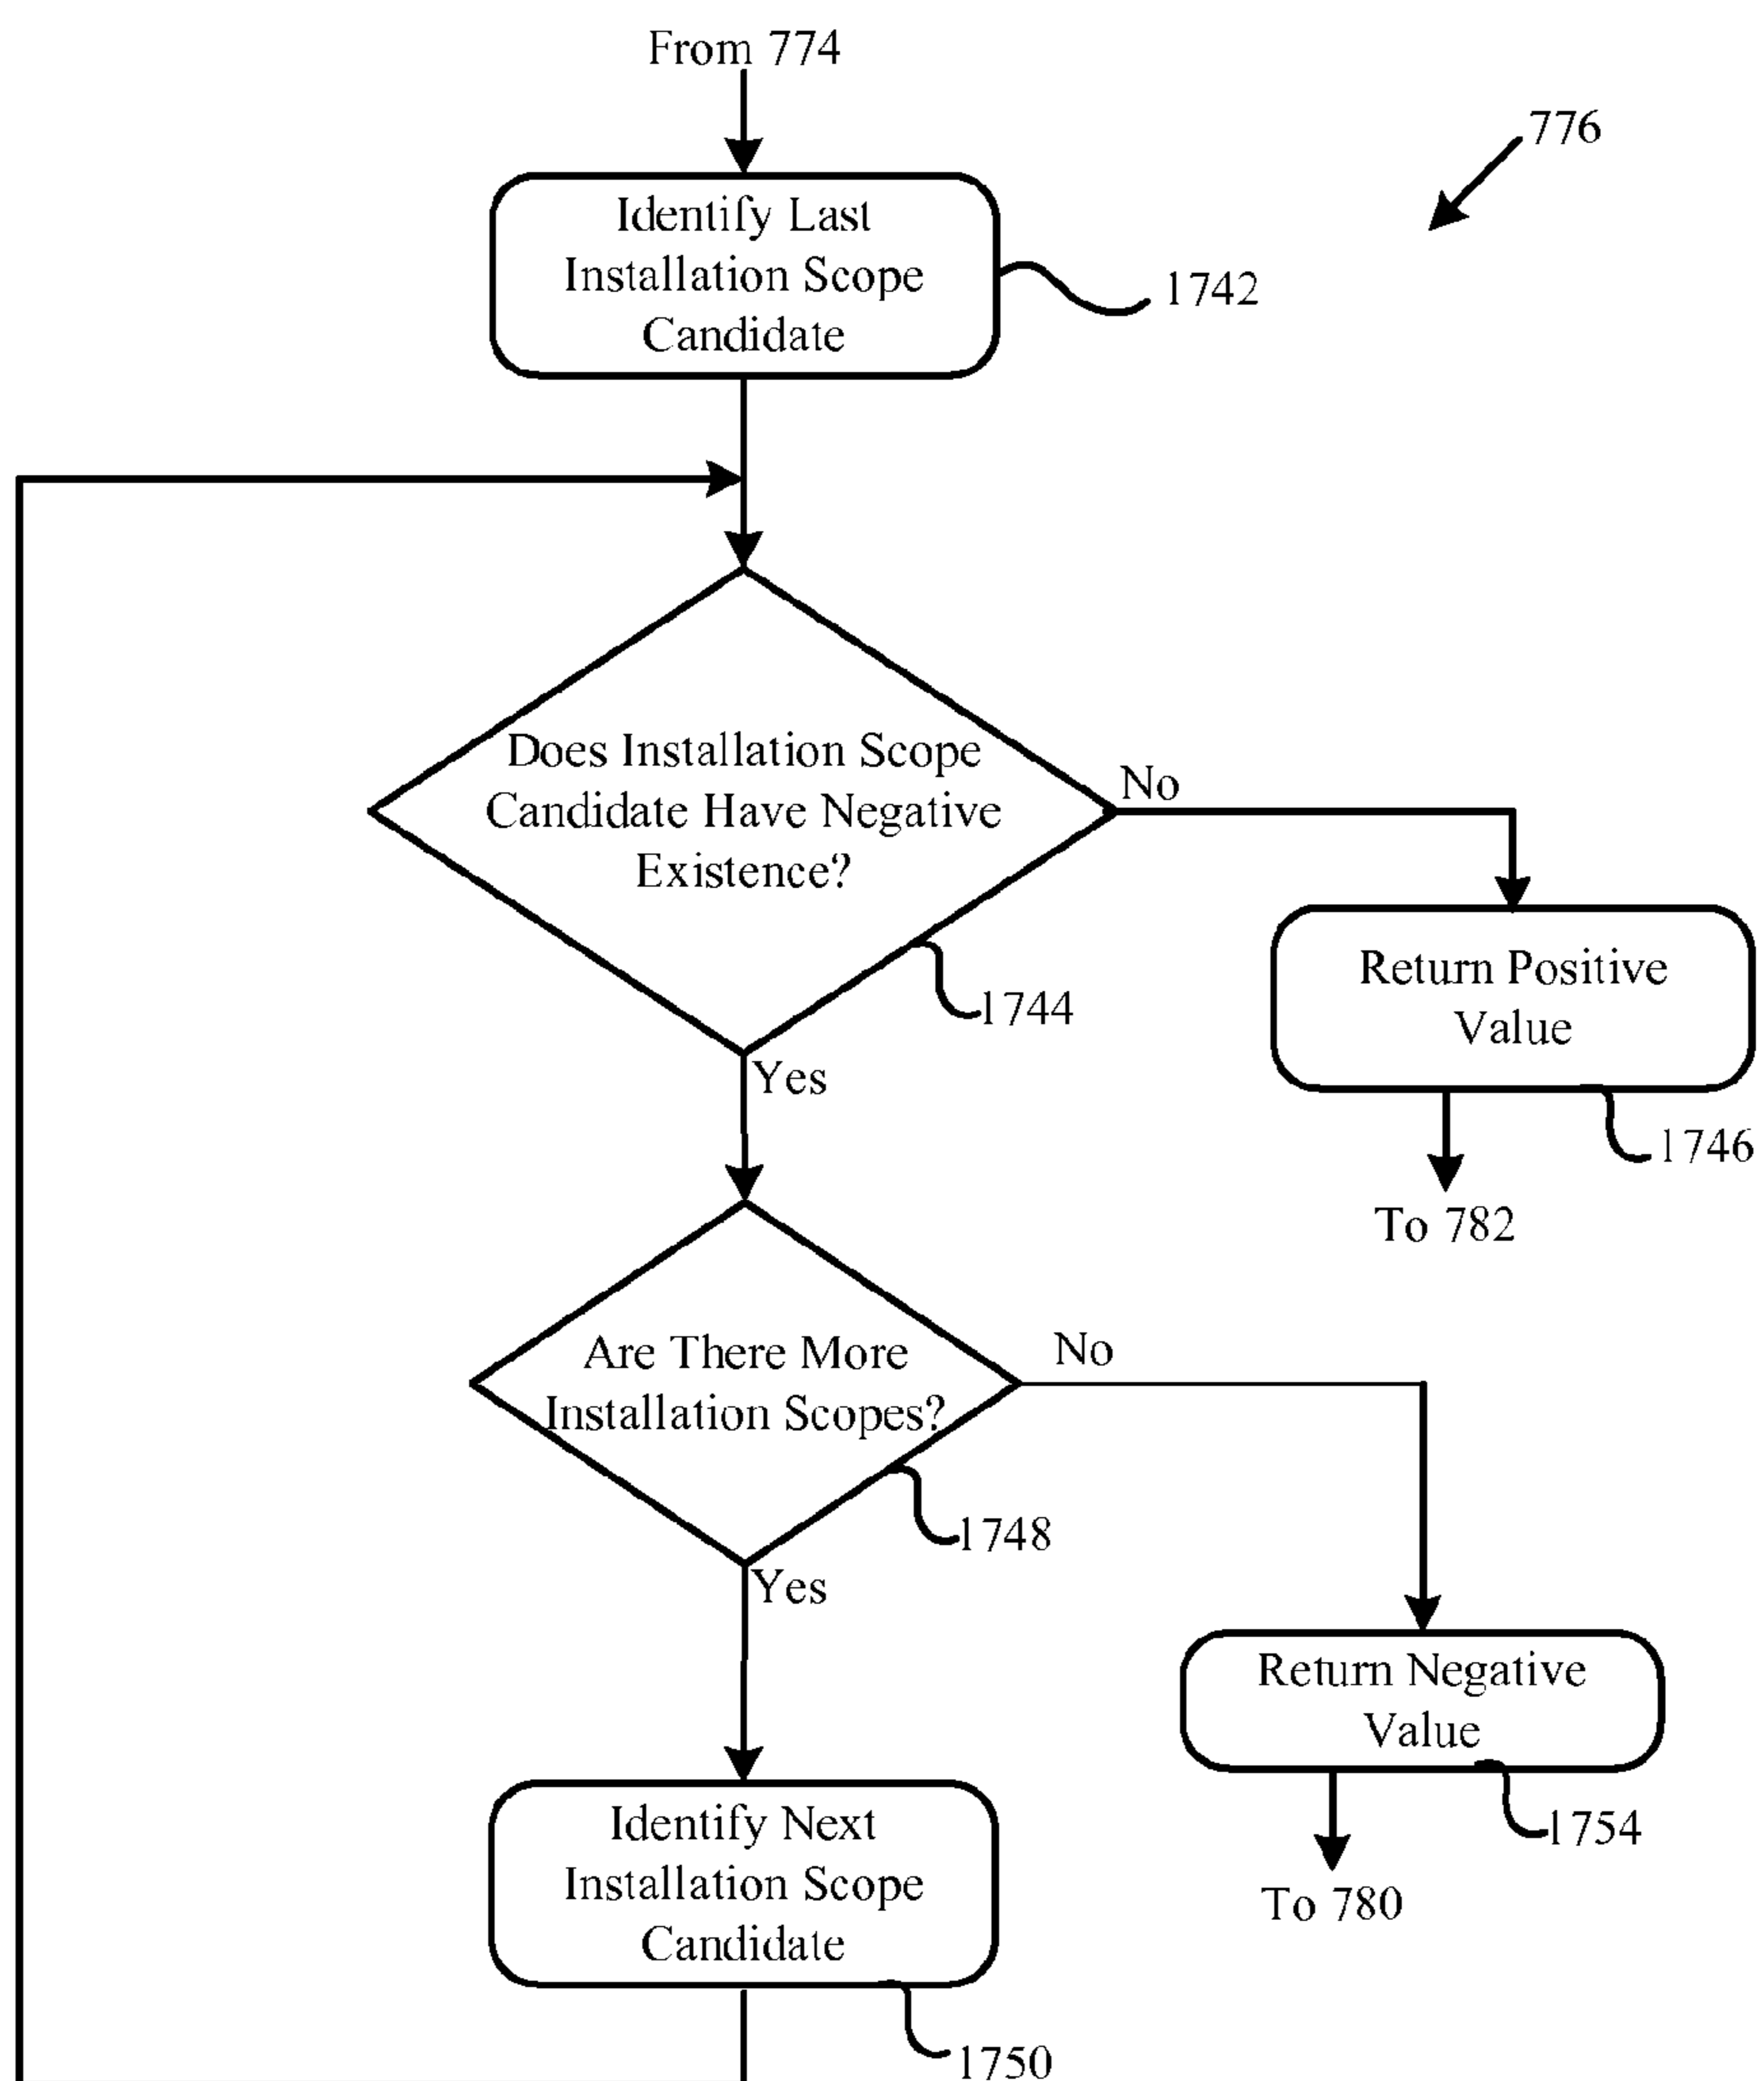 From 774
776
Identify Last
Installation Scope
Candidate
1742
Does Installation Scope
Candidate Have Negative
Existence?
No
1744
Return Positive
Value
Yes
1746
To 782
Are There More
Installation Scopes?
No
1748
Yes
Return Negative
Value
1754
To 780
Identify Next
Installation Scope
Candidate
1750